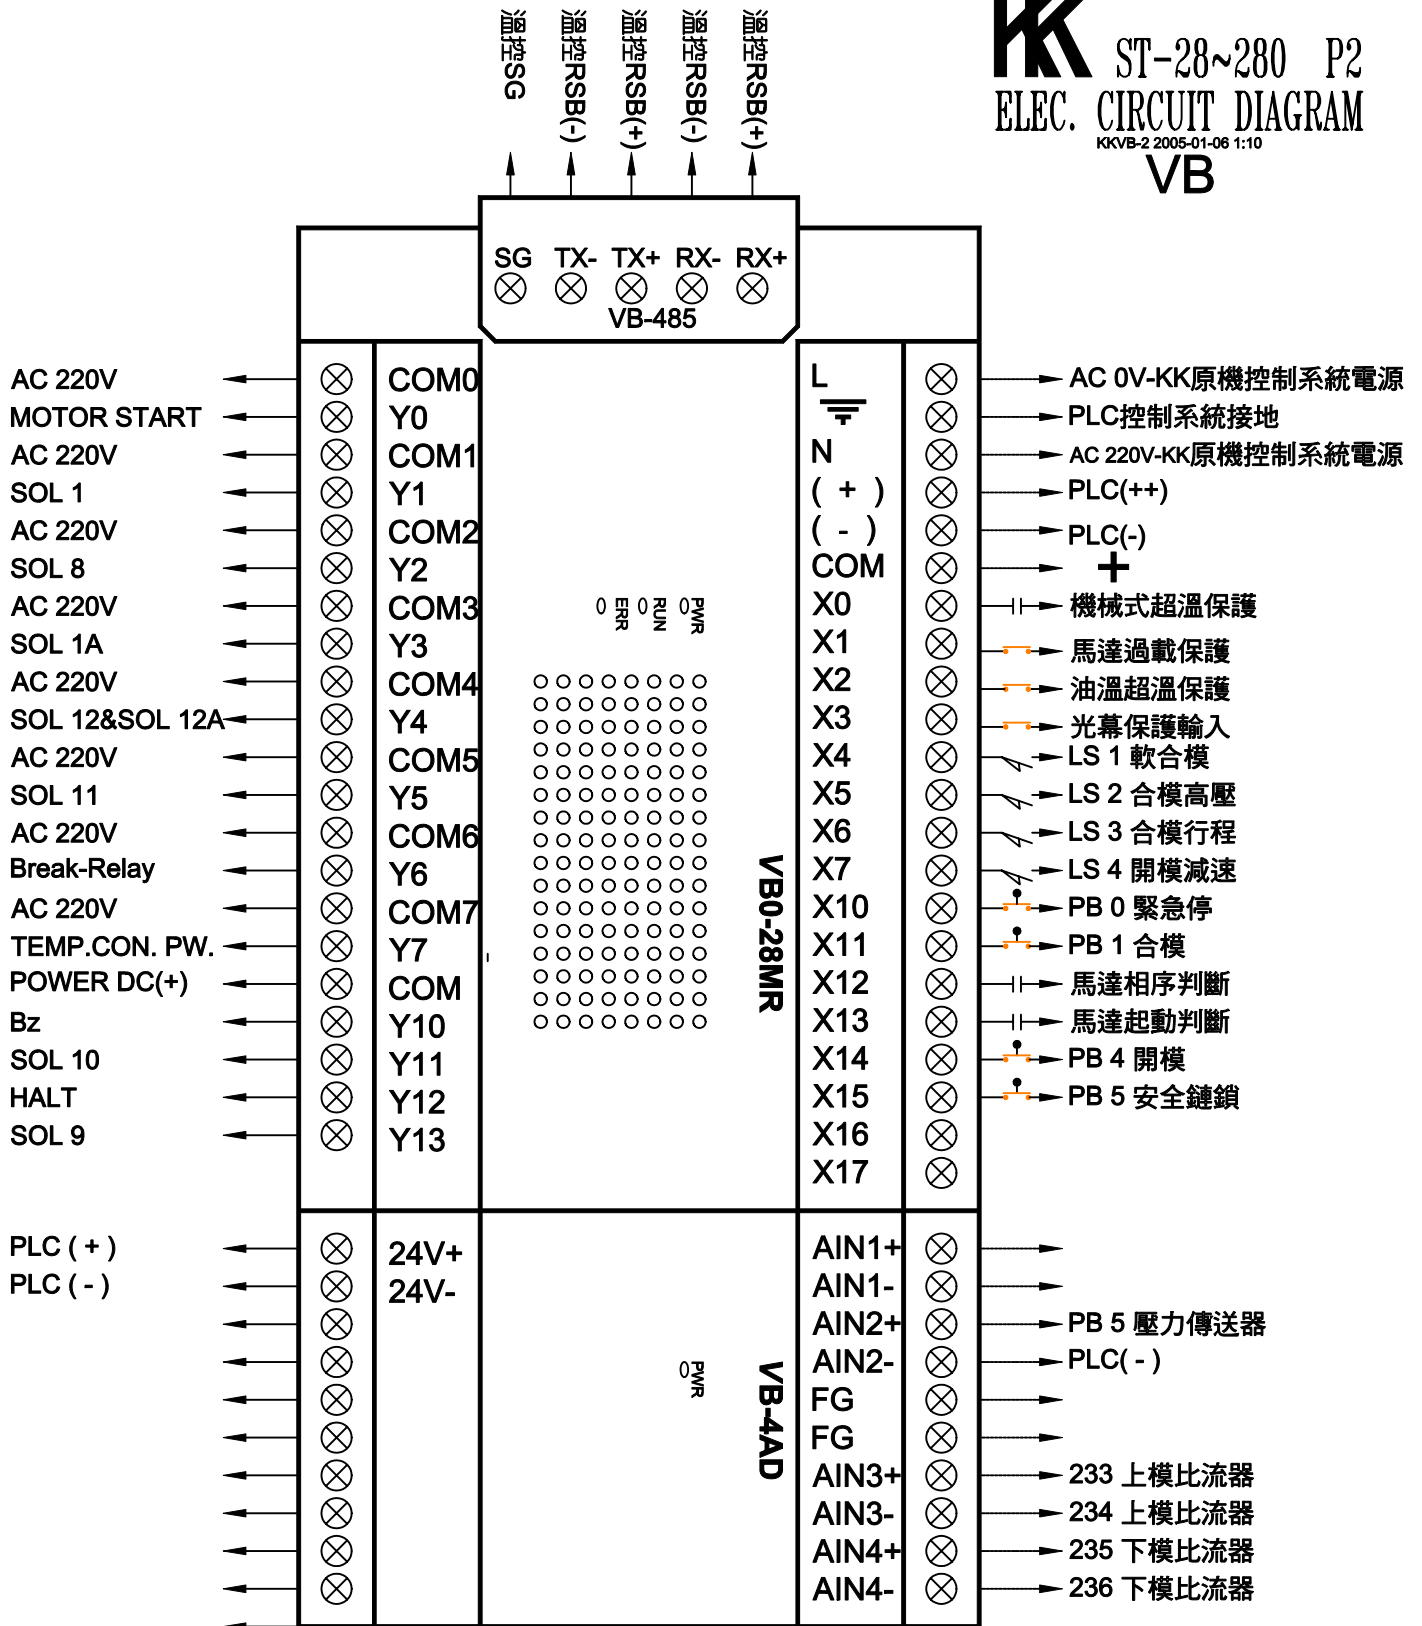 溫控SG
溫控RSB(-)
溫控RSB(+)
溫控RSB(-)
溫控RSB(+)
KK ST-28~280 P2
ELEC. CIRCUIT DIAGRAM
KKVB-2 2005-01-06 1:10
VB
SG TX- TX+ RX- RX+
VB-485
AC 220V COM0 L AC 0V-KK原機控制系統電源
MOTOR START Y0 PLC控制系統接地
AC 220V COM1 N AC 220V-KK原機控制系統電源
SOL 1 Y1 ( + ) PLC(++)
AC 220V COM2 ( - ) PLC(-)
SOL 8 Y2 COM +
AC 220V COM3 X0 機械式超溫保護
SOL 1A Y3 X1 馬達過載保護
AC 220V COM4 X2 油溫超溫保護
SOL 12&SOL 12A Y4 X3 光幕保護輸入
AC 220V COM5 X4 LS 1 軟合模
SOL 11 Y5 X5 LS 2 合模高壓
AC 220V COM6 X6 LS 3 合模行程
Break-Relay Y6 X7 LS 4 開模減速
AC 220V COM7 X10 PB 0 緊急停
TEMP.CON. PW. Y7 X11 PB 1 合模
POWER DC(+) COM X12 馬達相序判斷
Bz Y10 X13 馬達起動判斷
SOL 10 Y11 X14 PB 4 開模
HALT Y12 X15 PB 5 安全鏈鎖
SOL 9 Y13 X16
X17
ERR RUN PWR
VB0-28MR
PLC ( + ) 24V+ AIN1+
PLC ( - ) 24V- AIN1-
AIN2+ PB 5 壓力傳送器
AIN2- PLC( - )
FG
FG
AIN3+ 233 上模比流器
AIN3- 234 上模比流器
AIN4+ 235 下模比流器
AIN4- 236 下模比流器
PWR
VB-4AD